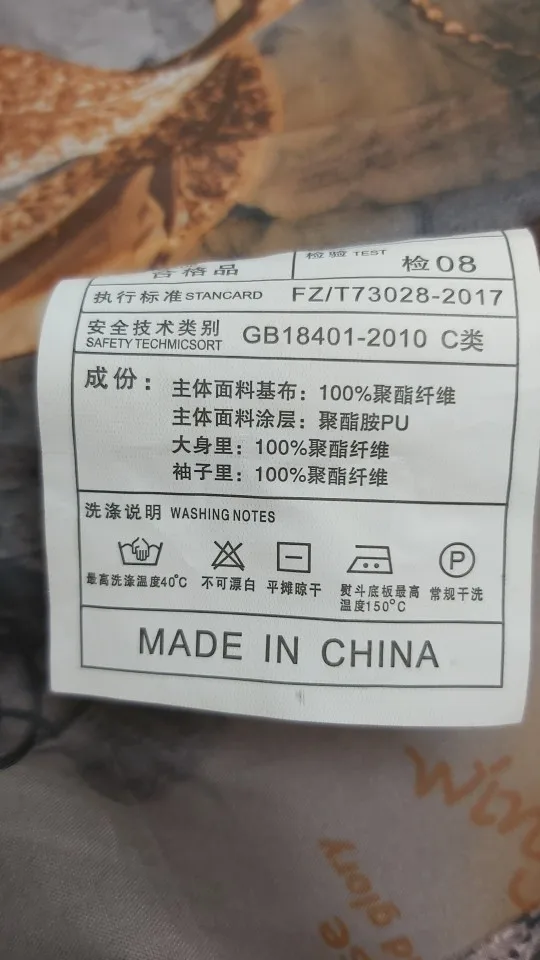 合格品
检验 TEST 检08
执行标准 STANCARD FZ/T73028-2017
安全技术类别
SAFETY TECHMICSORT
GB18401-2010 C类
成份：
主体面料基布：100%聚酯纤维
主体面料涂层：聚酯胺PU
大身里：100%聚酯纤维
袖子里：100%聚酯纤维
洗涤说明 WASHING NOTES
P
最高洗涤温度40°C
不可漂白
平摊晾干
熨斗底板最高
温度150°C
常规干洗
MADE IN CHINA
glory